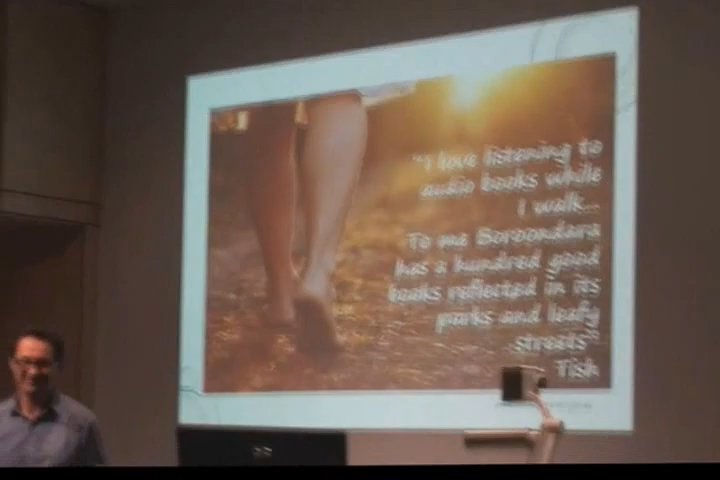 "I love listening to
audio books while
I walk...
To me Boroondara
has a hundred good
books reflected in its
parks and leafy
streets"
Tish